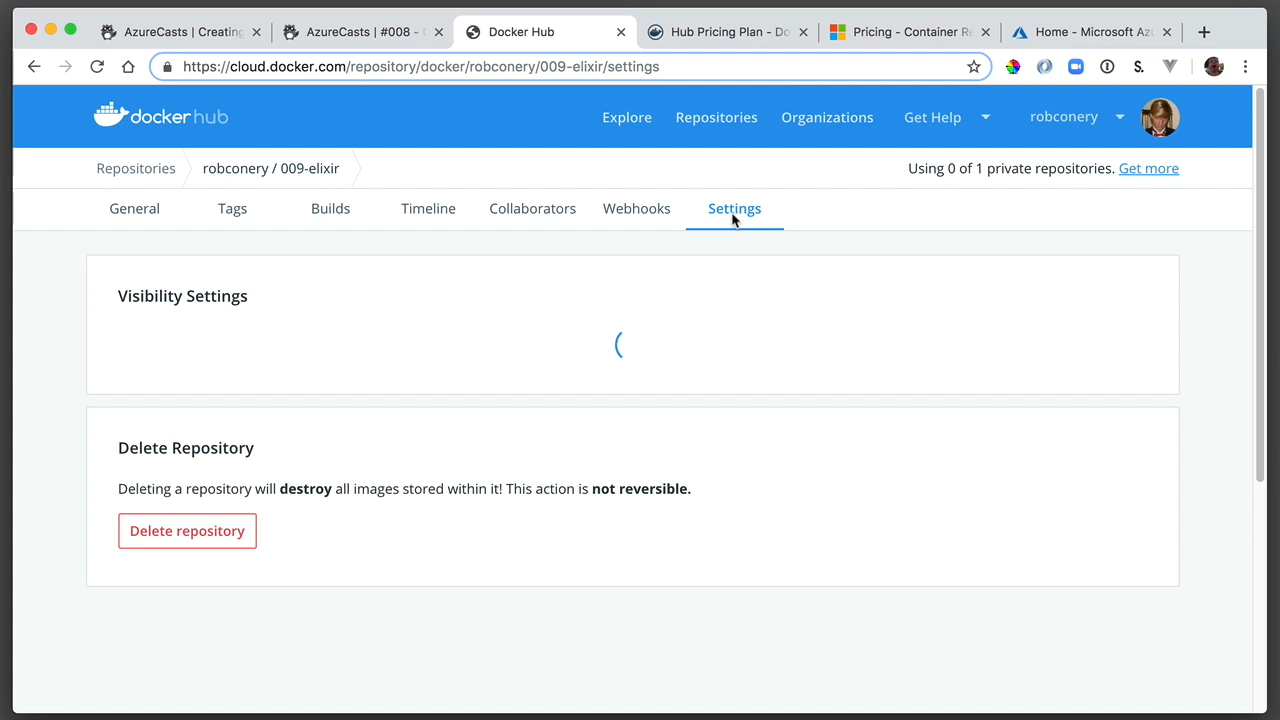 AzureCasts | Creating
AzureCasts | #008 -
Docker Hub
Hub Pricing Plan - Do
Pricing - Container Re
Home - Microsoft Az
https://cloud.docker.com/repository/docker/robconery/009-elixir/settings
S.
docker hub
Explore
Repositories
Organizations
Get Help
robconery
Repositories
robconery / 009-elixir
Using 0 of 1 private repositories. Get more
General
Tags
Builds
Timeline
Collaborators
Webhooks
Settings
Visibility Settings
Delete Repository
Deleting a repository will destroy all images stored within it! This action is not reversible.
Delete repository